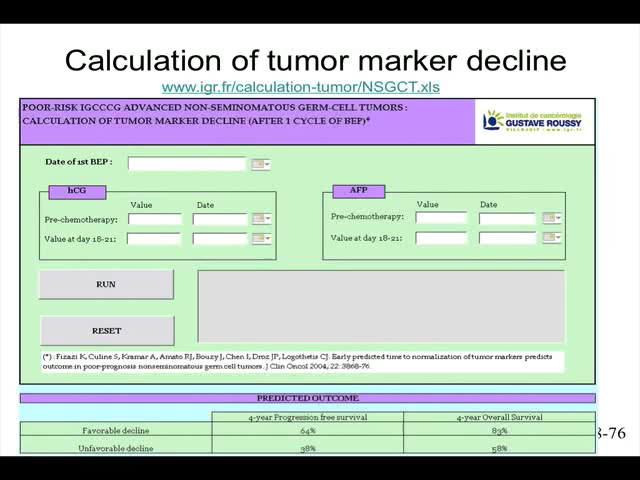 Calculation of tumor marker decline
www.igr.fr/calculation-tumor/NSGCT.xls
POOR-RISK IGCCCG ADVANCED NON-SEMINOMATOUS GERM-CELL TUMORS :
CALCULATION OF TUMOR MARKER DECLINE (AFTER 1 CYCLE OF BEP)*
Institut de cancérologie
GUSTAVE ROUSSY
VILLEJUIF - www.igr.fr
Date of 1st BEP :
hCG
Value Date
Pre-chemotherapy:
Value at day 18-21:
AFP
Value Date
Pre-chemotherapy:
Value at day 18-21:
RUN
RESET
(*) : Fizazi K, Culine S, Kramar A, Amato RJ, Bouzy J, Chen I, Droz JP, Logothetis CJ. Early predicted time to normalization of tumor markers predicts
outcome in poor-prognosis nonseminomatous germ cell tumors. J Clin Oncol 2004, 22: 3868-76.
PREDICTED OUTCOME
4-year Progression free survival 4-year Overall Survival
Favorable decline 64% 83%
Unfavorable decline 38% 58%
8-76